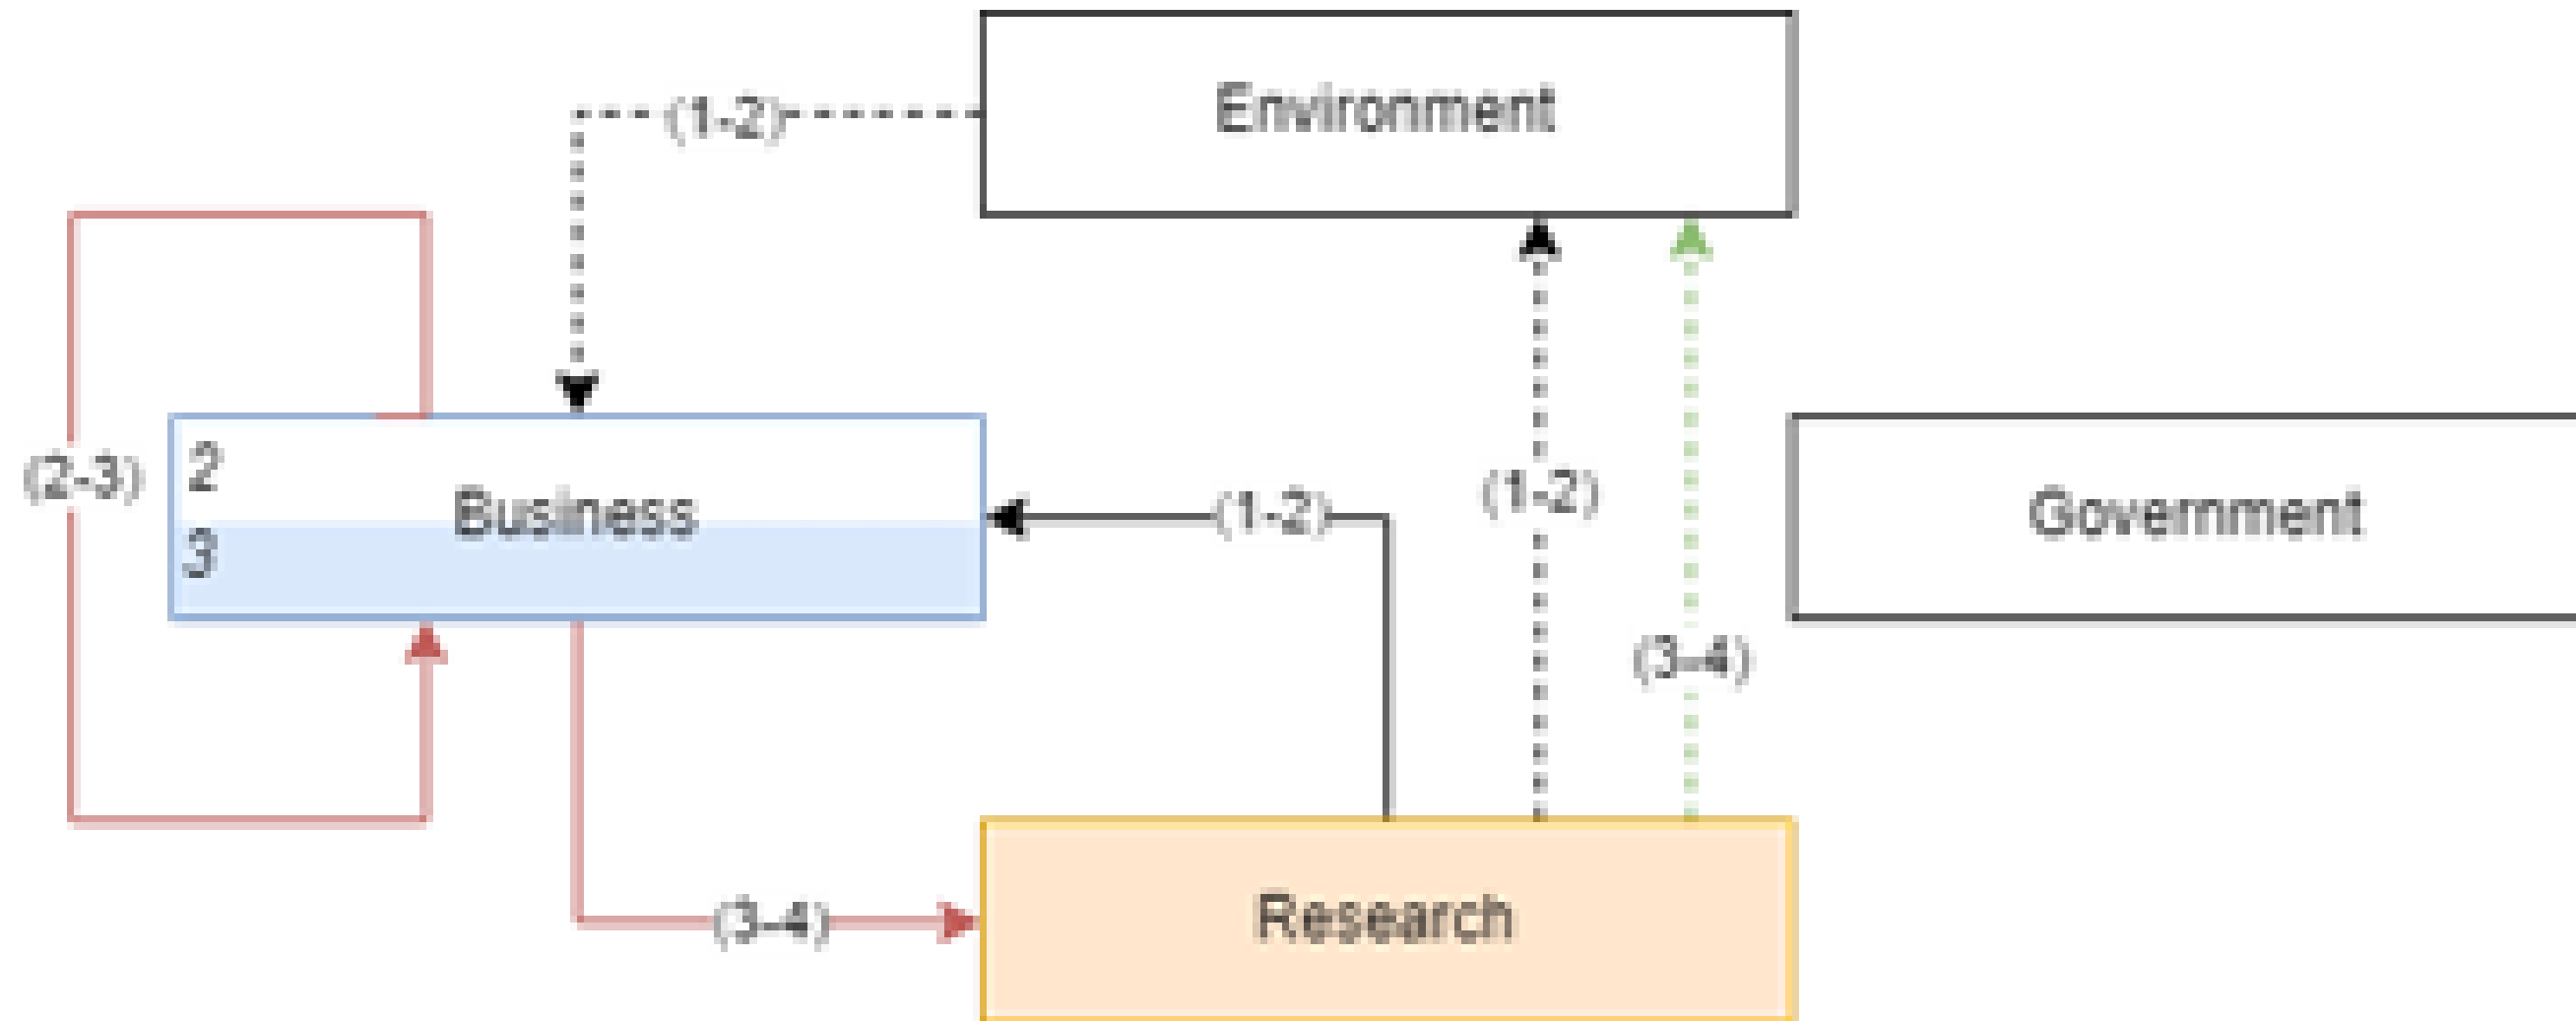 Environment
(1-2)
(2-3)
2
3
Business
(1-2)
(1-2)
Government
(3-4)
(3-4)
Research